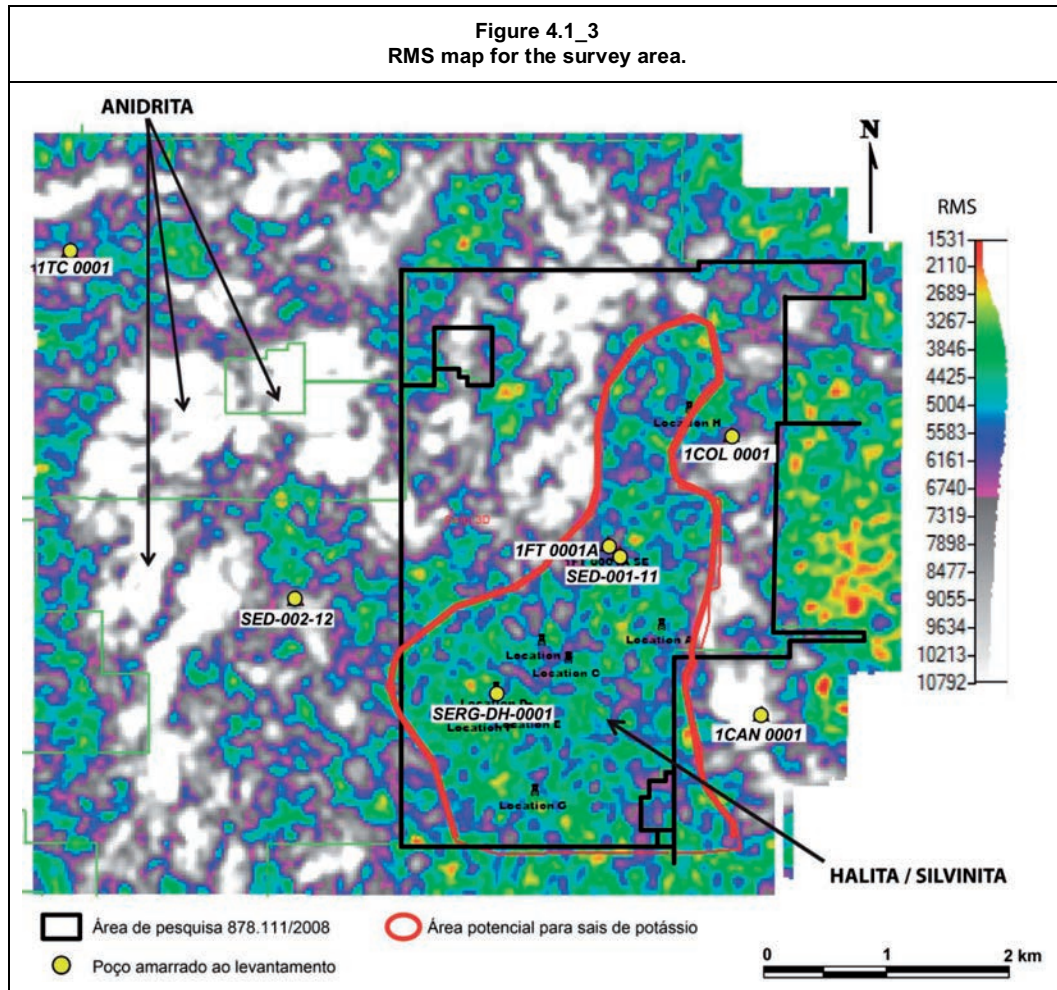 Figure 4.1_3
RMS map for the survey area.
ANIDRITA
N
RMS
1531
2110
2689
3267
3846
4425
5004
5583
6161
6740
7319
7898
8477
9055
9634
10213
10792
1TC 0001
Location H
1COL 0001
1FT 0001A
SED-001-11
SED-002-12
Location A
Location
Location C
SERG-DH-0001
1CAN 0001
Location G
HALITA / SILVINITA
Área de pesquisa 878.111/2008
Área potencial para sais de potássio
Poço amarrado ao levantamento
0 1 2 km